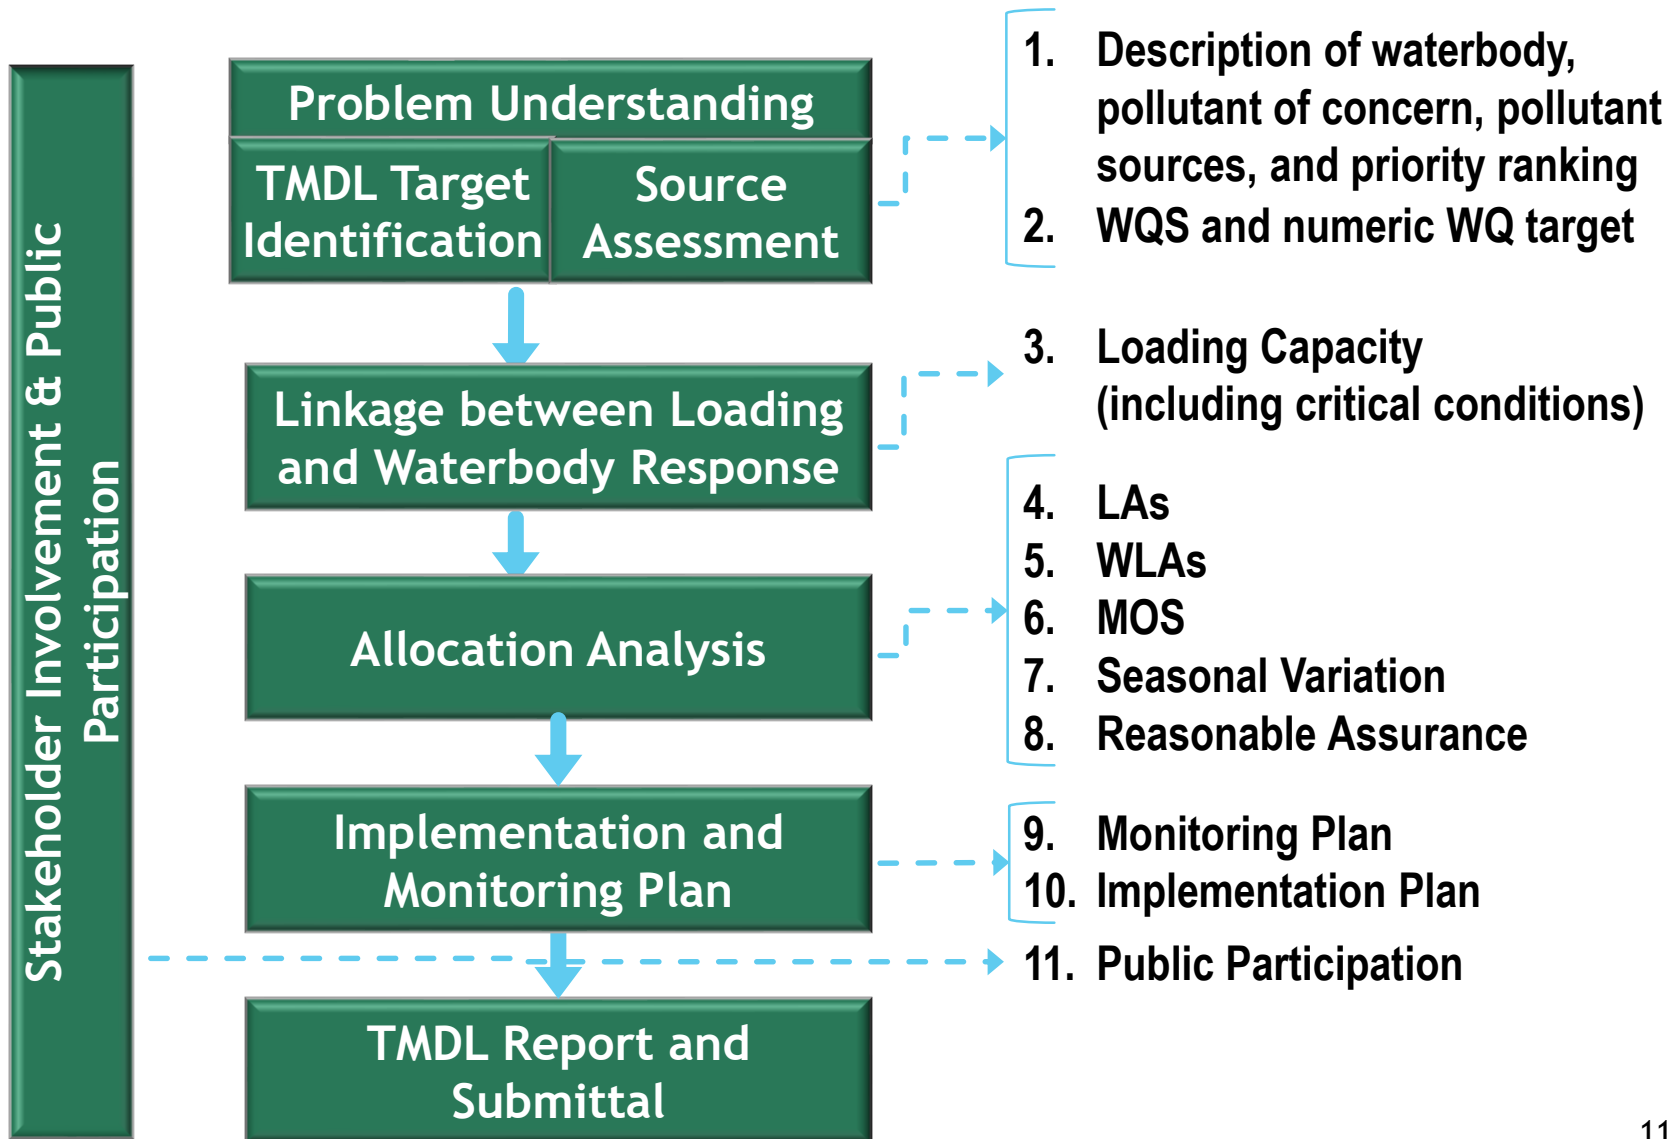 Stakeholder Involvement & Public
Participation
Problem Understanding
TMDL Target
Identification
Source
Assessment
Linkage between Loading
and Waterbody Response
Allocation Analysis
Implementation and
Monitoring Plan
TMDL Report and
Submittal
1. Description of waterbody,
pollutant of concern, pollutant
sources, and priority ranking
2. WQS and numeric WQ target
3. Loading Capacity
(including critical conditions)
4. LAs
5. WLAs
6. MOS
7. Seasonal Variation
8. Reasonable Assurance
9. Monitoring Plan
10. Implementation Plan
11. Public Participation
11